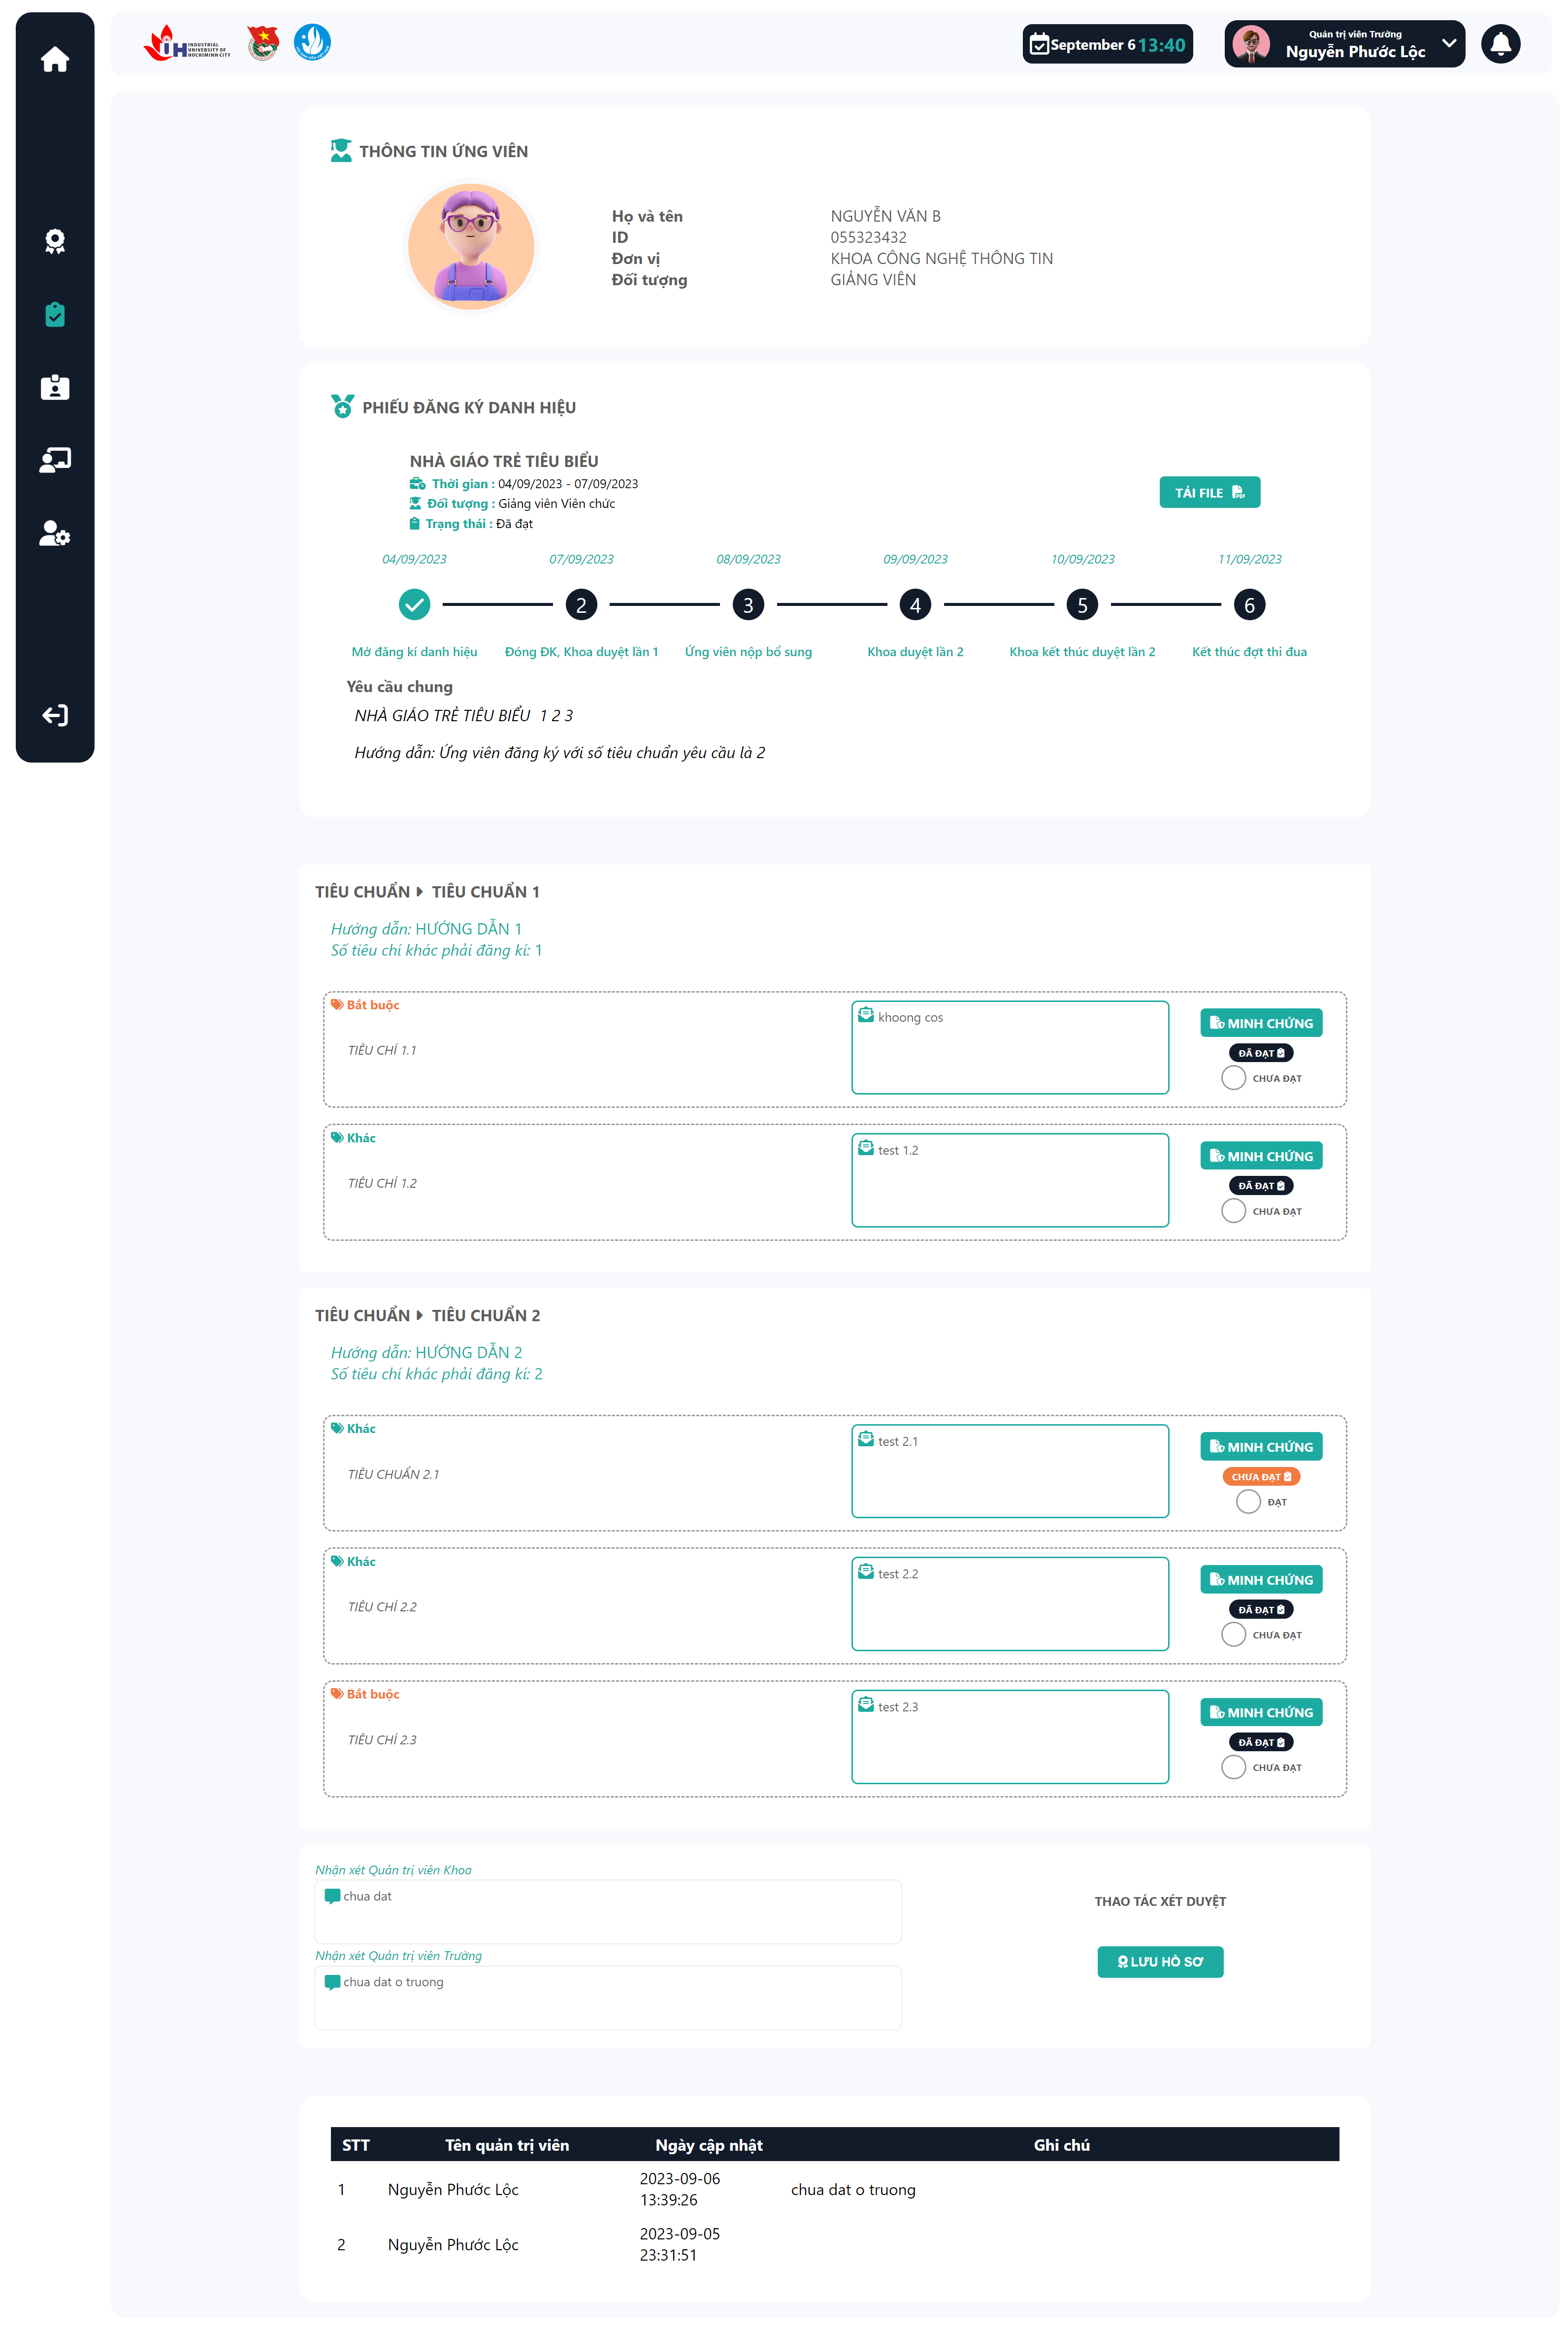 INDUSTRIAL
UNIVERSITY OF
HOCHIMINH CITY
September 6 13:40
Quản trị viên Trường
Nguyễn Phước Lộc
THÔNG TIN ỨNG VIÊN
Họ và tên NGUYỄN VĂN B
ID 055323432
Đơn vị KHOA CÔNG NGHỆ THÔNG TIN
Đối tượng GIẢNG VIÊN
PHIẾU ĐĂNG KÝ DANH HIỆU
NHÀ GIÁO TRẺ TIÊU BIỂU
Thời gian : 04/09/2023 - 07/09/2023
Đối tượng : Giảng viên Viên chức
Trạng thái : Đã đạt
TẢI FILE
04/09/2023 07/09/2023 08/09/2023 09/09/2023 10/09/2023 11/09/2023
2 3 4 5 6
Mở đăng kí danh hiệu Đóng ĐK, Khoa duyệt lần 1 Ứng viên nộp bổ sung Khoa duyệt lần 2 Khoa kết thúc duyệt lần 2 Kết thúc đợt thi đua
Yêu cầu chung
NHÀ GIÁO TRẺ TIÊU BIỂU 1 2 3
Hướng dẫn: Ứng viên đăng ký với số tiêu chuẩn yêu cầu là 2
TIÊU CHUẨN TIÊU CHUẨN 1
Hướng dẫn: HƯỚNG DẪN 1
Số tiêu chí khác phải đăng kí: 1
Bắt buộc
TIÊU CHÍ 1.1
khoong cos
MINH CHỨNG
ĐÃ ĐẠT
CHƯA ĐẠT
Khác
TIÊU CHÍ 1.2
test 1.2
MINH CHỨNG
ĐÃ ĐẠT
CHƯA ĐẠT
TIÊU CHUẨN TIÊU CHUẨN 2
Hướng dẫn: HƯỚNG DẪN 2
Số tiêu chí khác phải đăng kí: 2
Khác
TIÊU CHUẨN 2.1
test 2.1
MINH CHỨNG
CHƯA ĐẠT
ĐẠT
Khác
TIÊU CHÍ 2.2
test 2.2
MINH CHỨNG
ĐÃ ĐẠT
CHƯA ĐẠT
Bắt buộc
TIÊU CHÍ 2.3
test 2.3
MINH CHỨNG
ĐÃ ĐẠT
CHƯA ĐẠT
Nhận xét Quản trị viên Khoa
chua dat
Nhận xét Quản trị viên Trường
chua dat o truong
THAO TÁC XÉT DUYỆT
LƯU HỒ SƠ
STT Tên quản trị viên Ngày cập nhật Ghi chú
1 Nguyễn Phước Lộc 2023-09-06 13:39:26 chua dat o truong
2 Nguyễn Phước Lộc 2023-09-05 23:31:51